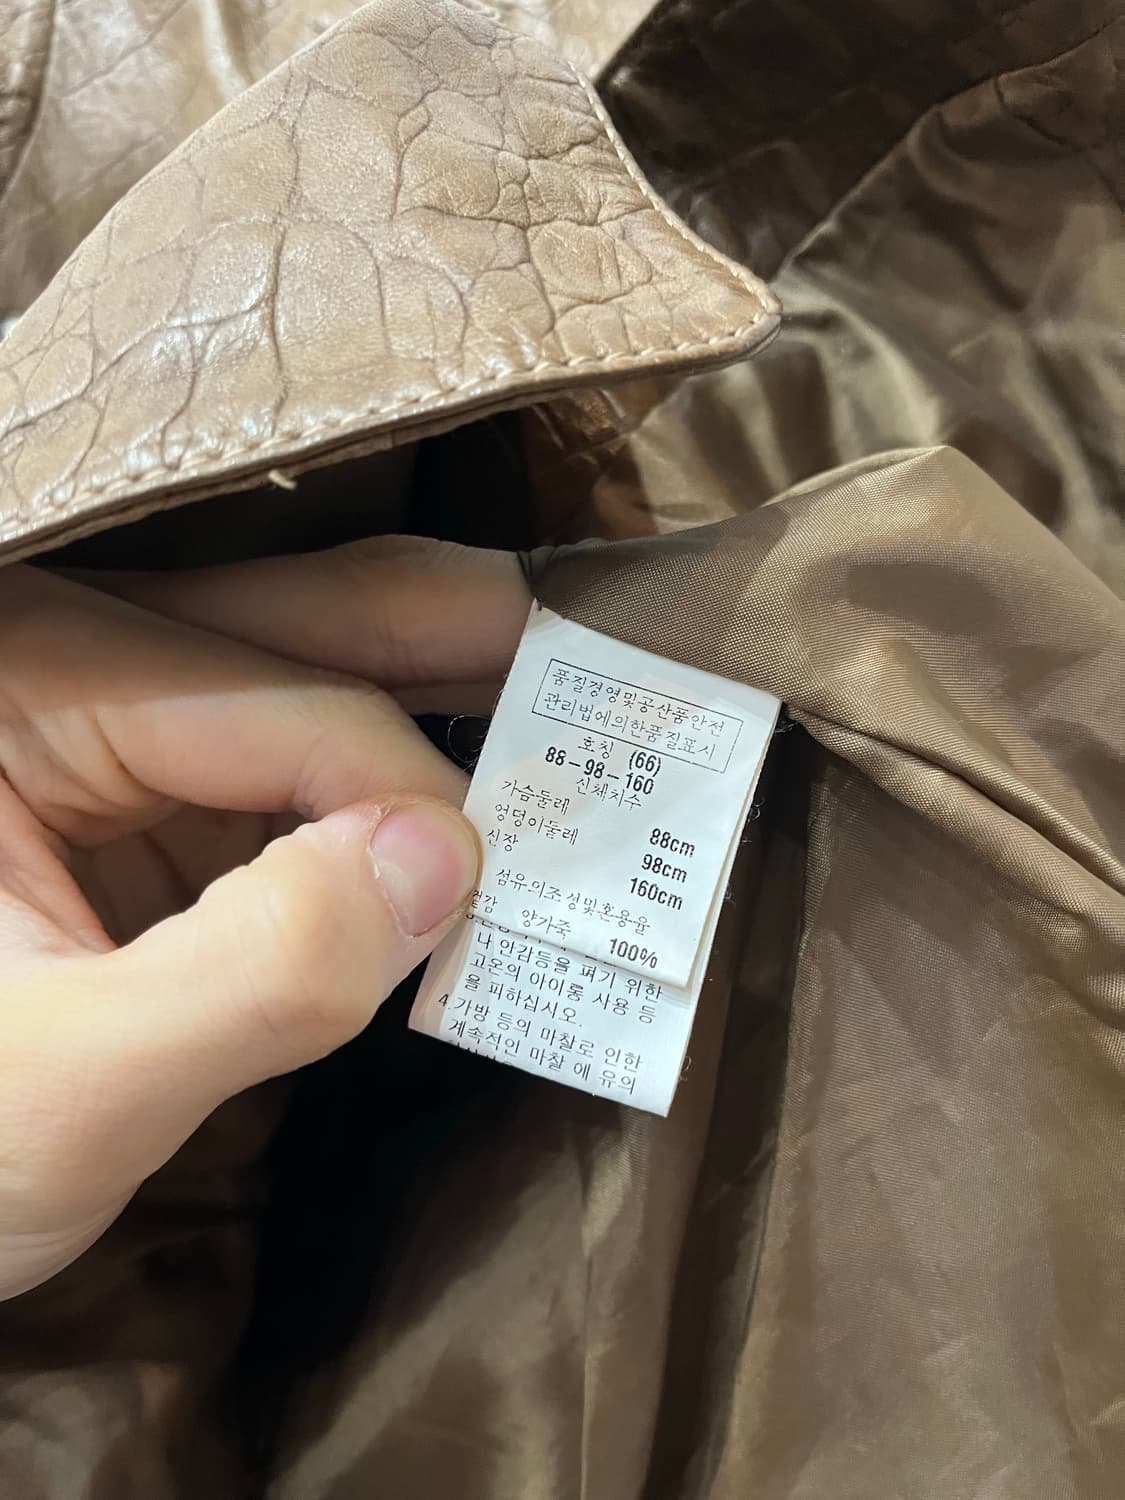 품질경영및공산품안전
관리법에의한품질표시
호칭 (66)
88-98-160
신체치수
가슴둘레 88cm
엉덩이둘레 98cm
신장 160cm
섬유의조성및혼용율
겉감 양가죽 100%
나 안감등을 펴기 위한
고온의 아이롱 사용 등
을 피하십시오.
4.가방 등의 마찰로 인한
계속적인 마찰 에 유의